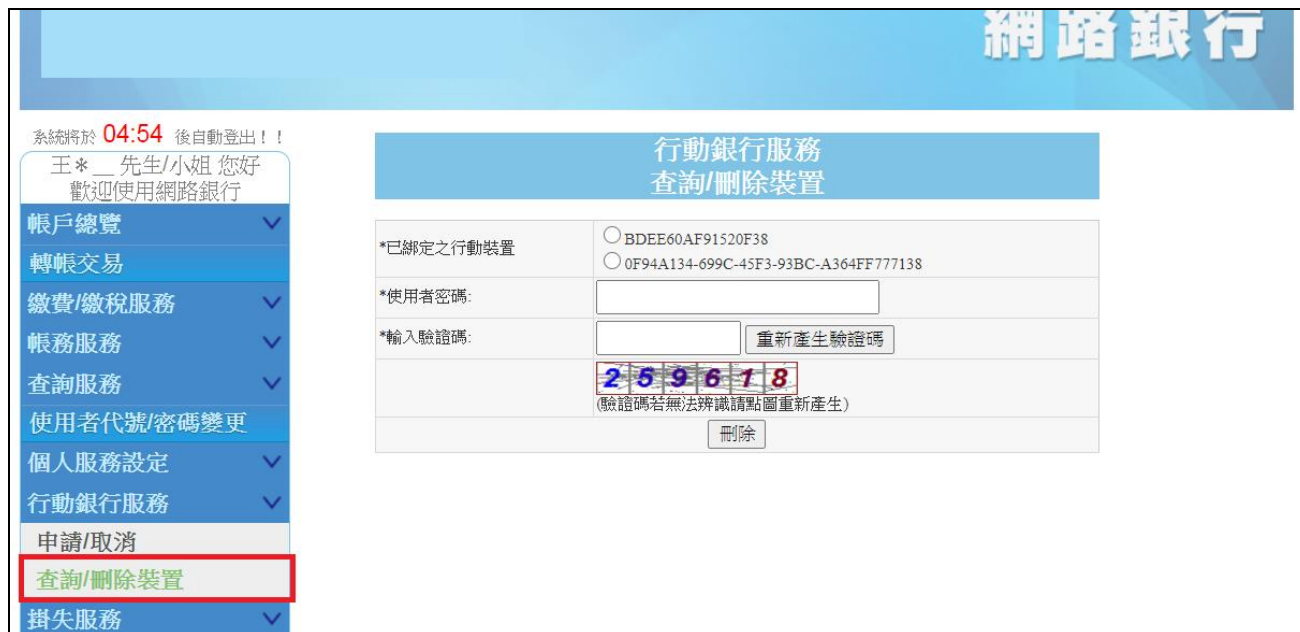 網路銀行
系統將於 04:54 後自動登出！！
王*__ 先生/小姐 您好
歡迎使用網路銀行
帳戶總覽
轉帳交易
繳費/繳稅服務
帳務服務
查詢服務
使用者代號/密碼變更
個人服務設定
行動銀行服務
申請/取消
查詢/刪除裝置
掛失服務
行動銀行服務
查詢/刪除裝置
*已綁定之行動裝置
BDEE60AF91520F38
0F94A134-699C-45F3-93BC-A364FF777138
*使用者密碼:
*輸入驗證碼:
重新產生驗證碼
259618
(驗證碼若無法辨識請點圖重新產生)
刪除